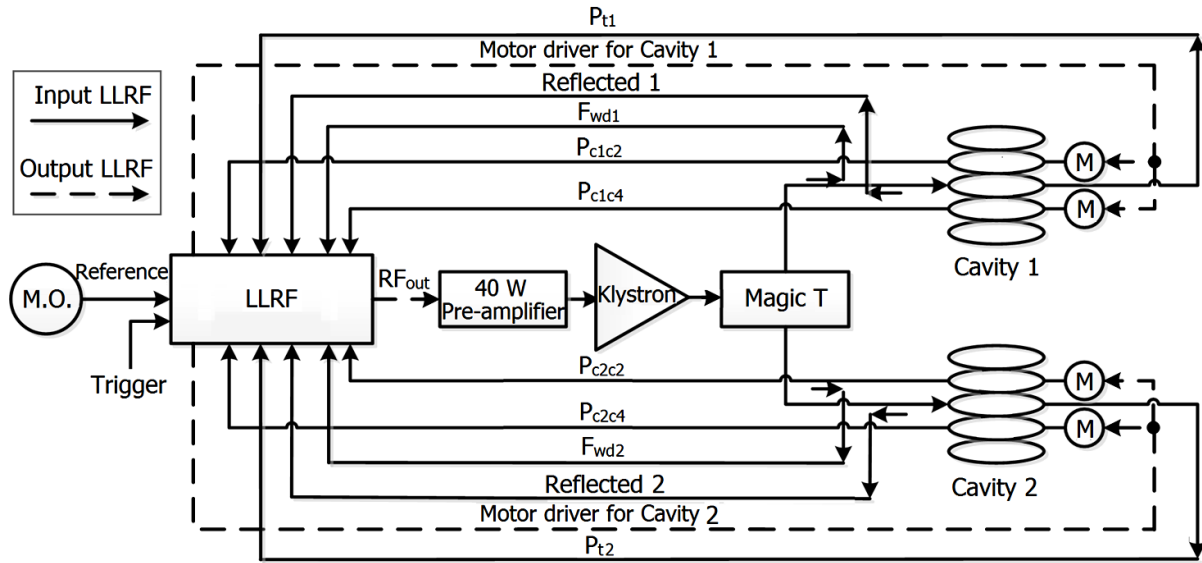 Pt1
Motor driver for Cavity 1
Input LLRF
Output LLRF
Reflected 1
Fwd1
Pc1c2
Pc1c4
M
M
Cavity 1
M.O.
Reference
Trigger
LLRF
RFout
40 W
Pre-amplifier
Klystron
Magic T
Pc2c2
Pc2c4
Fwd2
Reflected 2
M
M
Cavity 2
Motor driver for Cavity 2
Pt2